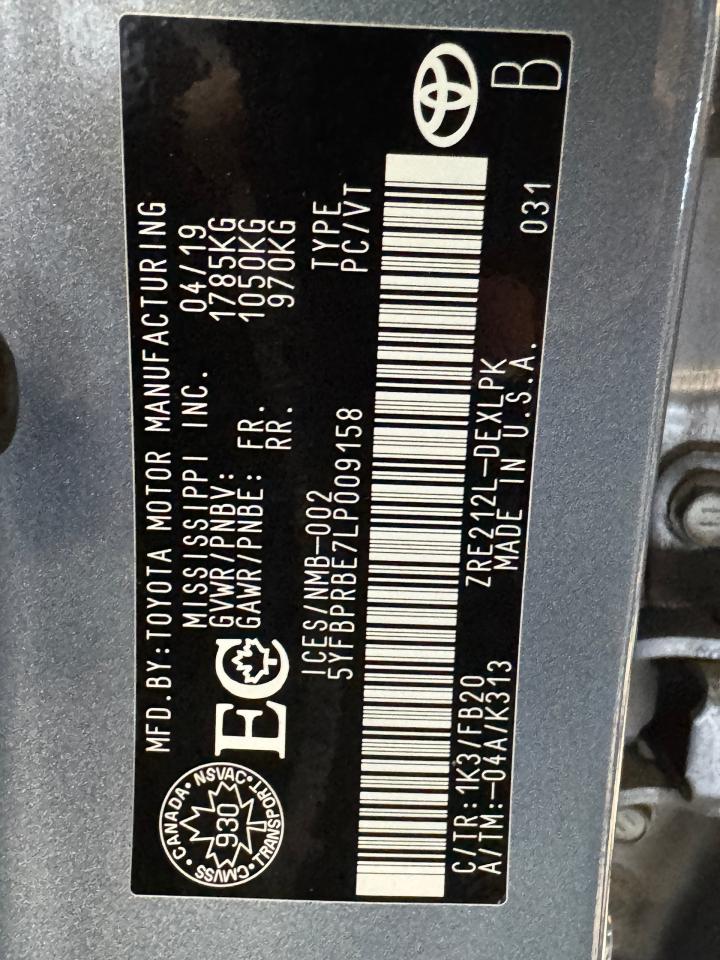 MFD.BY:TOYOTA MOTOR MANUFACTURING
MISSISSIPPI INC. 04/19
GVWR/PNBV: 1785KG
GAWR/PNBE: FR. 1050KG
RR. 970KG
EC
CANADA • NSVAC • TRANSPORT • CMVSS •
930
ICES/NMB-002 TYPE
5YFBPRBE7LP009158 PC/VT
C/TR:1K3/FB20 ZRE212L-DEXLPK 031 B
A/TM:-04A/K313 MADE IN U.S.A.